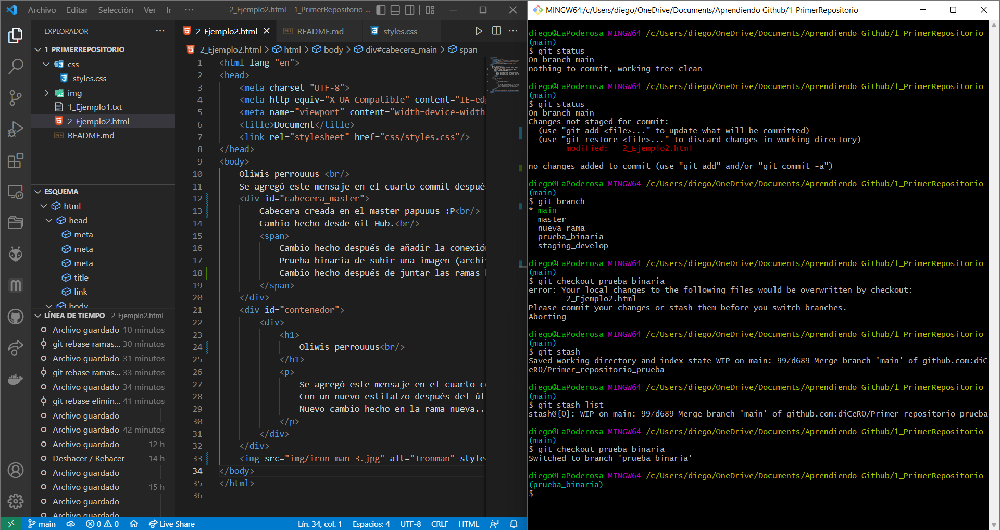 Archivo Editar Selección Ver Ir ··· 2_Ejemplo2.html - 1_PrimerRepositorio ...
EXPLORADOR ···
1_PRIMERREPOSITORIO
css
styles.css
img
1_Ejemplo1.txt
2_Ejemplo2.html
README.md
ESQUEMA
html
head
meta
meta
meta
title
link
body
LÍNEA DE TIEMPO 2_Ejemplo2.html
Archivo guardado 10 minutos
git rebase ramas... 30 minutos
Archivo guardado 31 minutos
git rebase ramas... 33 minutos
Archivo guardado 34 minutos
git rebase elimin... 41 minutos
Archivo guardado
Archivo guardado 42 minutos
Archivo guardado 12 h
Deshacer / Rehacer 14 h
Archivo guardado
Archivo guardado 15 h
Archivo guardado
Archivo guardado
2_Ejemplo2.html README.md styles.css
2_Ejemplo2.html > html > body > div#cabecera_main > span
1 <html lang="en">
2 <head>
3 <meta charset="UTF-8">
4 <meta http-equiv="X-UA-Compatible" content="IE=edg
5 <meta name="viewport" content="width=device-width
6 <title>Document</title>
7 <link rel="stylesheet" href="css/styles.css"/>
8 </head>
9 <body>
10 Oliwis perrouuus <br/>
11 Se agregó este mensaje en el cuarto commit despué
12 <div id="cabecera_master">
13 Cabecera creada en el master papuuus :P<br/>
14 Cambio hecho desde Git Hub.<br/>
15 <span>
16 Cambio hecho después de añadir la conexión
17 Prueba binaria de subir una imagen (archi
18 Cambio hecho después de juntar las ramas
19 </span>
20 </div>
21 <div id="contenedor">
22 <div>
23 <h1>
24 Oliwis perrouuus<br/>
25 </h1>
26 <p>
27 Se agregó este mensaje en el cuarto c
28 Con un nuevo estilatzo después del úl
29 Nuevo cambio hecho en la rama nueva..
30 </p>
31 </div>
32 </div>
33 <img src="img/iron man 3.jpg" alt="Ironman" style=
34 </body>
35 </html>
36
main 0 0 Live Share Lín. 34, col. 1 Espacios: 4 UTF-8 CRLF HTML
MINGW64:/c/Users/diego/OneDrive/Documents/Aprendiendo Github/1_PrimerRepositorio
diego@LaPoderosa MINGW64 /c/Users/diego/OneDrive/Documents/Aprendiendo Github/1_PrimerRepositorio
(main)
$ git status
On branch main
nothing to commit, working tree clean
diego@LaPoderosa MINGW64 /c/Users/diego/OneDrive/Documents/Aprendiendo Github/1_PrimerRepositorio
(main)
$ git status
On branch main
Changes not staged for commit:
(use "git add <file>..." to update what will be committed)
(use "git restore <file>..." to discard changes in working directory)
modified: 2_Ejemplo2.html
no changes added to commit (use "git add" and/or "git commit -a")
diego@LaPoderosa MINGW64 /c/Users/diego/OneDrive/Documents/Aprendiendo Github/1_PrimerRepositorio
(main)
$ git branch
* main
master
nueva_rama
prueba_binaria
staging_develop
diego@LaPoderosa MINGW64 /c/Users/diego/OneDrive/Documents/Aprendiendo Github/1_PrimerRepositorio
(main)
$ git checkout prueba_binaria
error: Your local changes to the following files would be overwritten by checkout:
2_Ejemplo2.html
Please commit your changes or stash them before you switch branches.
Aborting
diego@LaPoderosa MINGW64 /c/Users/diego/OneDrive/Documents/Aprendiendo Github/1_PrimerRepositorio
(main)
$ git stash
Saved working directory and index state WIP on main: 997d689 Merge branch 'main' of github.com:diC
eR0/Primer_repositorio_prueba
diego@LaPoderosa MINGW64 /c/Users/diego/OneDrive/Documents/Aprendiendo Github/1_PrimerRepositorio
(main)
$ git stash list
stash@{0}: WIP on main: 997d689 Merge branch 'main' of github.com:diCeR0/Primer_repositorio_prueba
diego@LaPoderosa MINGW64 /c/Users/diego/OneDrive/Documents/Aprendiendo Github/1_PrimerRepositorio
(main)
$ git checkout prueba_binaria
Switched to branch 'prueba_binaria'
diego@LaPoderosa MINGW64 /c/Users/diego/OneDrive/Documents/Aprendiendo Github/1_PrimerRepositorio
(prueba_binaria)
$